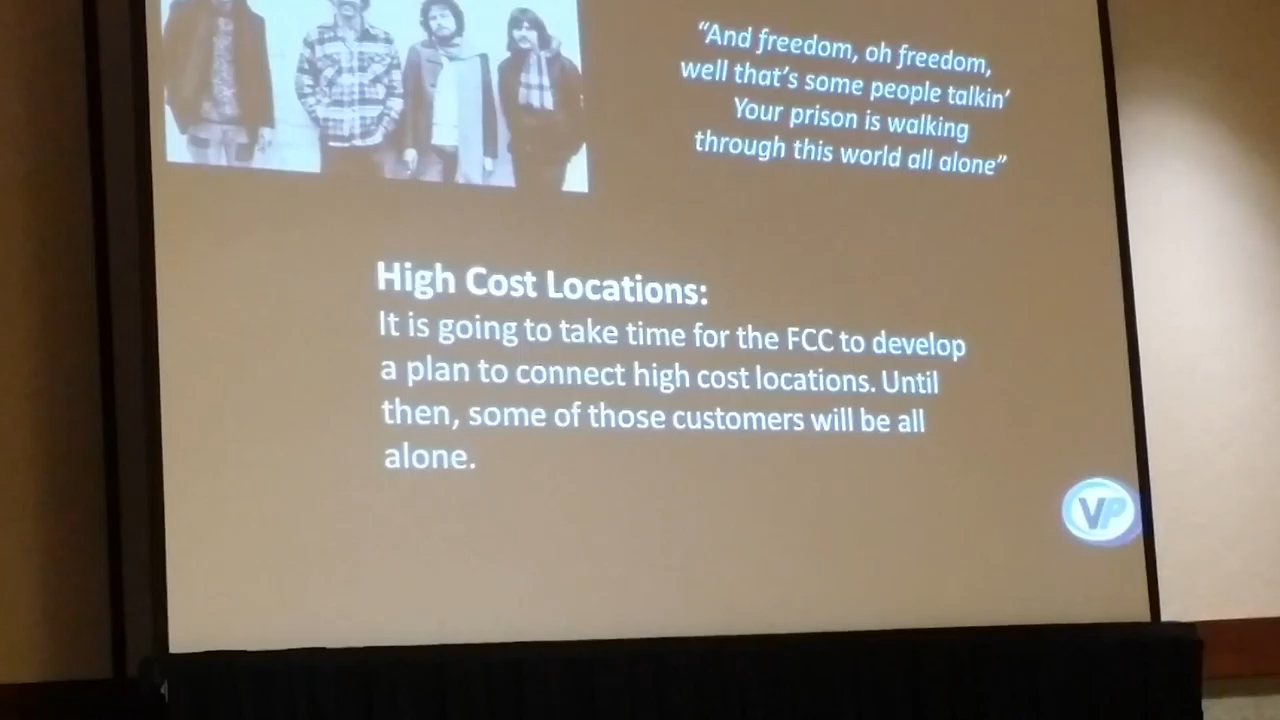 “And freedom, oh freedom,
well that’s some people talkin’
Your prison is walking
through this world all alone”
High Cost Locations:
It is going to take time for the FCC to develop
a plan to connect high cost locations. Until
then, some of those customers will be all
alone.
VP